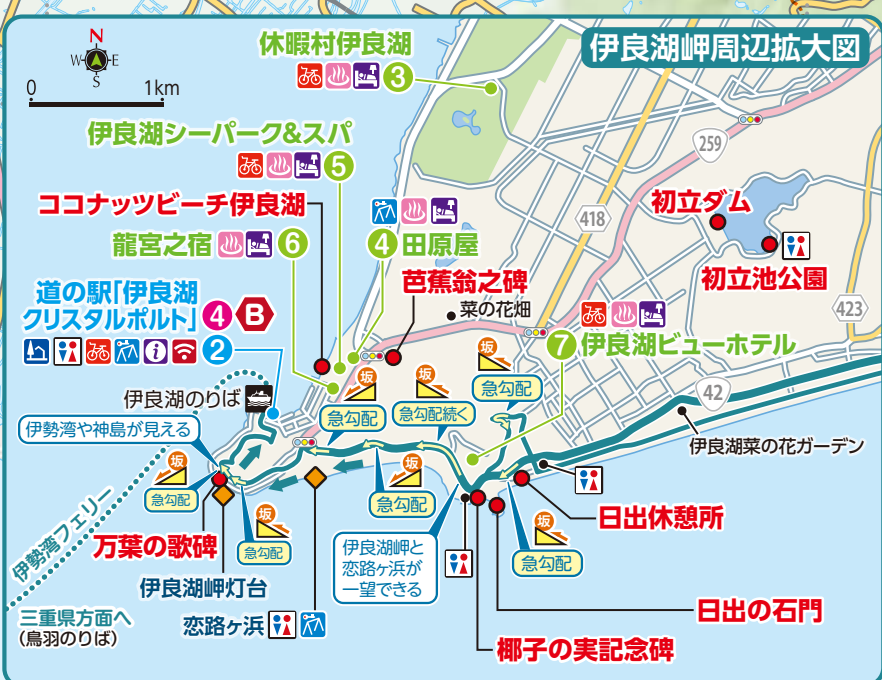 伊良湖岬周辺拡大図
N
W E
S
0 1km
休暇村伊良湖
3
伊良湖シーパーク&スパ
5
ココナッツビーチ伊良湖
龍宮之宿 6
4 田原屋
芭蕉翁之碑
菜の花畑
道の駅「伊良湖
クリスタルポルト」 4 B
i 2
7 伊良湖ビューホテル
259
418
初立ダム
初立池公園
423
42
伊良湖菜の花ガーデン
伊良湖のりば
伊勢湾や神島が見える
坂
急勾配
坂
急勾配続く
坂
急勾配
坂
急勾配
坂
急勾配
坂
急勾配
坂
急勾配
伊勢湾フェリー
万葉の歌碑
伊良湖岬灯台
恋路ヶ浜
三重県方面へ
(鳥羽のりば)
伊良湖岬と
恋路ヶ浜が
一望できる
日出休憩所
日出の石門
椰子の実記念碑